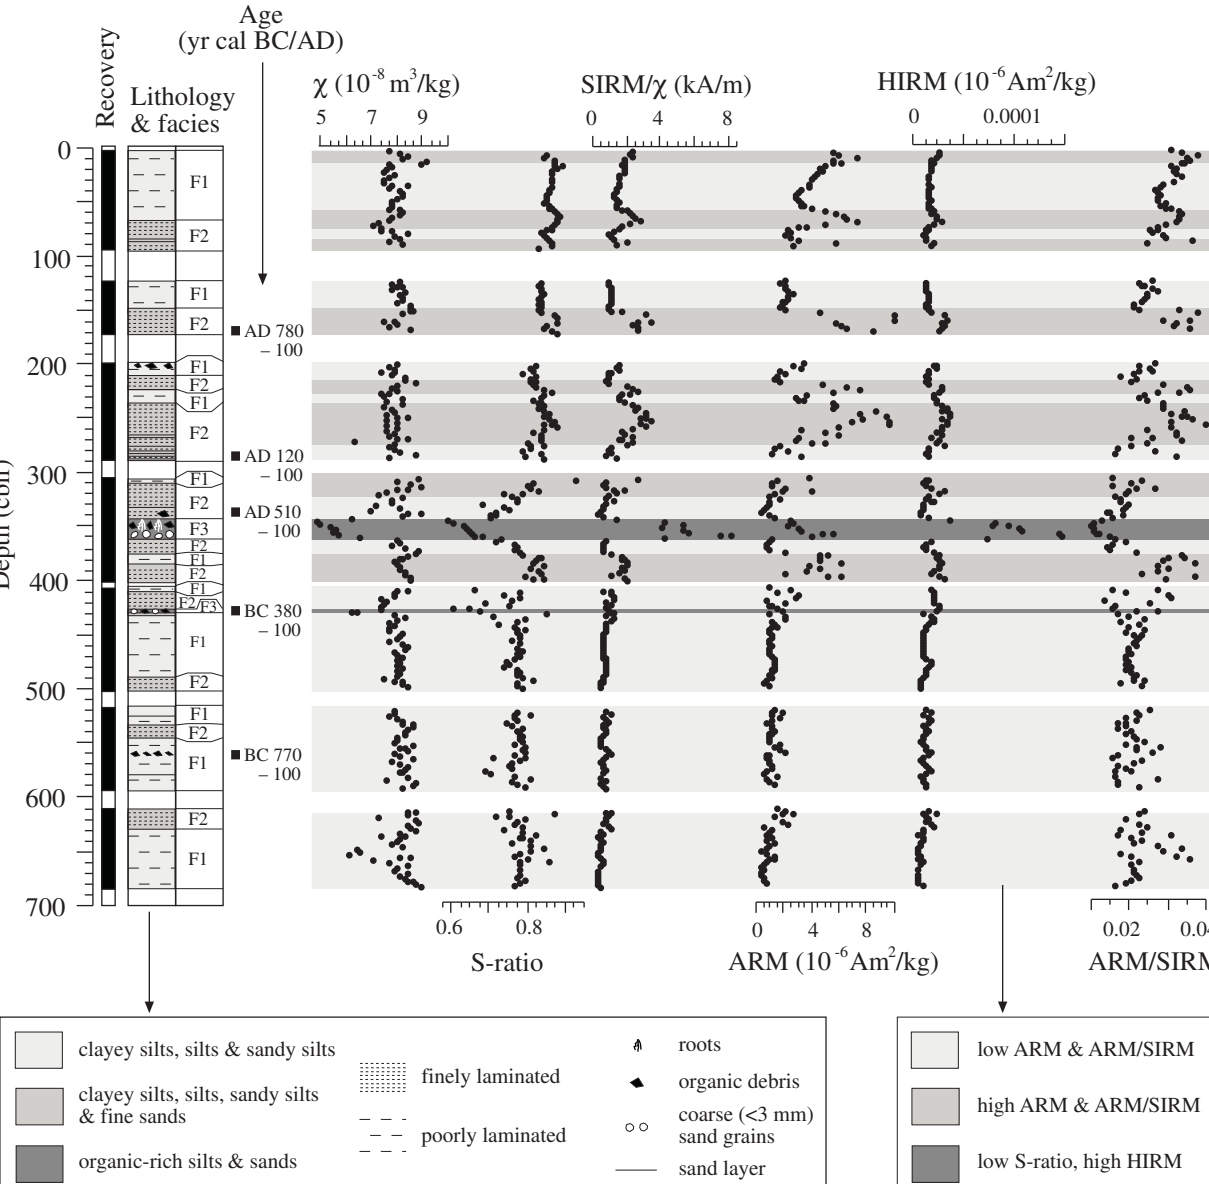 Age
(yr cal BC/AD)
Recovery
Lithology
& facies
χ (10-8 m3/kg)
SIRM/χ (kA/m)
HIRM (10-6Am2/kg)
5 7 9
0 4 8
0 0.0001
0
100
200
300
400
500
600
700
F1
F2
F1
F2
F1
F2
F1
F2
F1
F2
F3
F2
F1
F2
F1
F2/F3
F1
F2
F1
F2
F1
F2
F1
AD 780
– 100
AD 120
– 100
AD 510
– 100
BC 380
– 100
BC 770
– 100
0.6 0.8
S-ratio
0 4 8
ARM (10-6Am2/kg)
0.02
ARM/SIRM
clayey silts, silts & sandy silts
clayey silts, silts, sandy silts
& fine sands
organic-rich silts & sands
finely laminated
poorly laminated
roots
organic debris
coarse (<3 mm)
sand grains
sand layer
low ARM & ARM/SIRM
high ARM & ARM/SIRM
low S-ratio, high HIRM